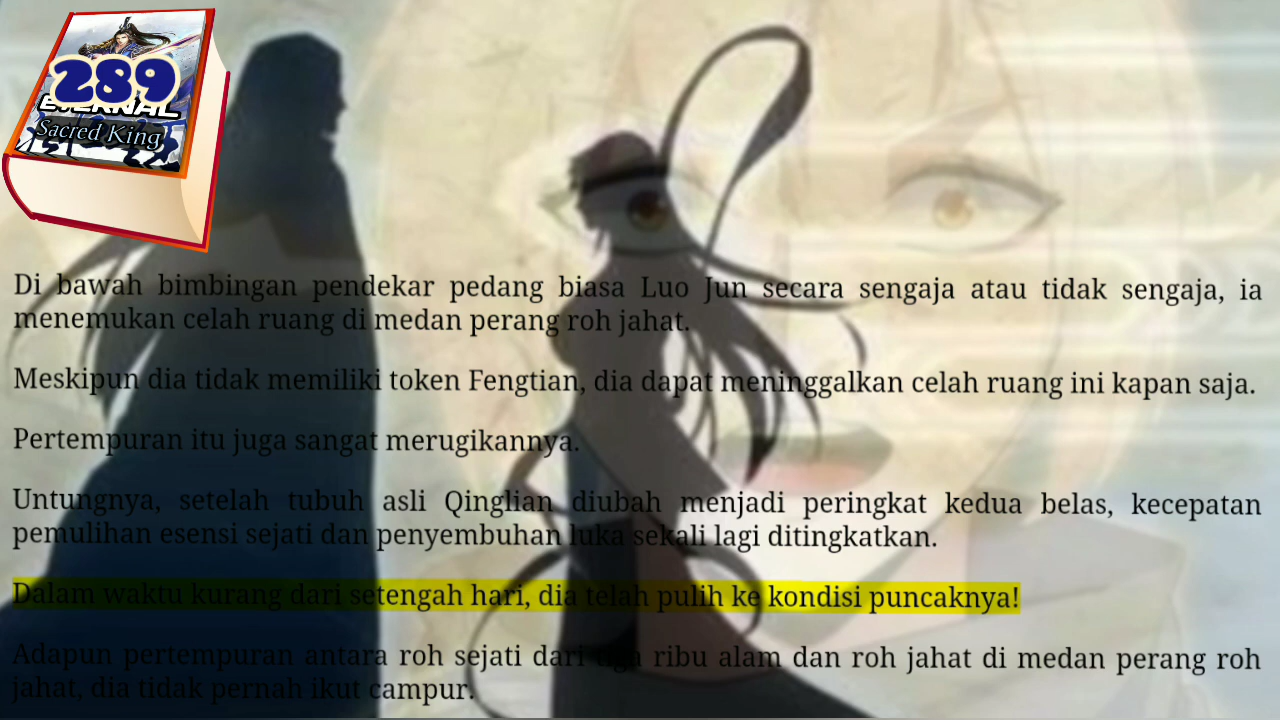 289
ETERNAL
Sacred King
Di bawah bimbingan pendekar pedang biasa Luo Jun secara sengaja atau tidak sengaja, ia
menemukan celah ruang di medan perang roh jahat.
Meskipun dia tidak memiliki token Fengtian, dia dapat meninggalkan celah ruang ini kapan saja.
Pertempuran itu juga sangat merugikannya.
Untungnya, setelah tubuh asli Qinglian diubah menjadi peringkat kedua belas, kecepatan
pemulihan esensi sejati dan penyembuhan luka sekali lagi ditingkatkan.
Dalam waktu kurang dari setengah hari, dia telah pulih ke kondisi puncaknya!
Adapun pertempuran antara roh sejati dari tiga ribu alam dan roh jahat di medan perang roh
jahat, dia tidak pernah ikut campur.